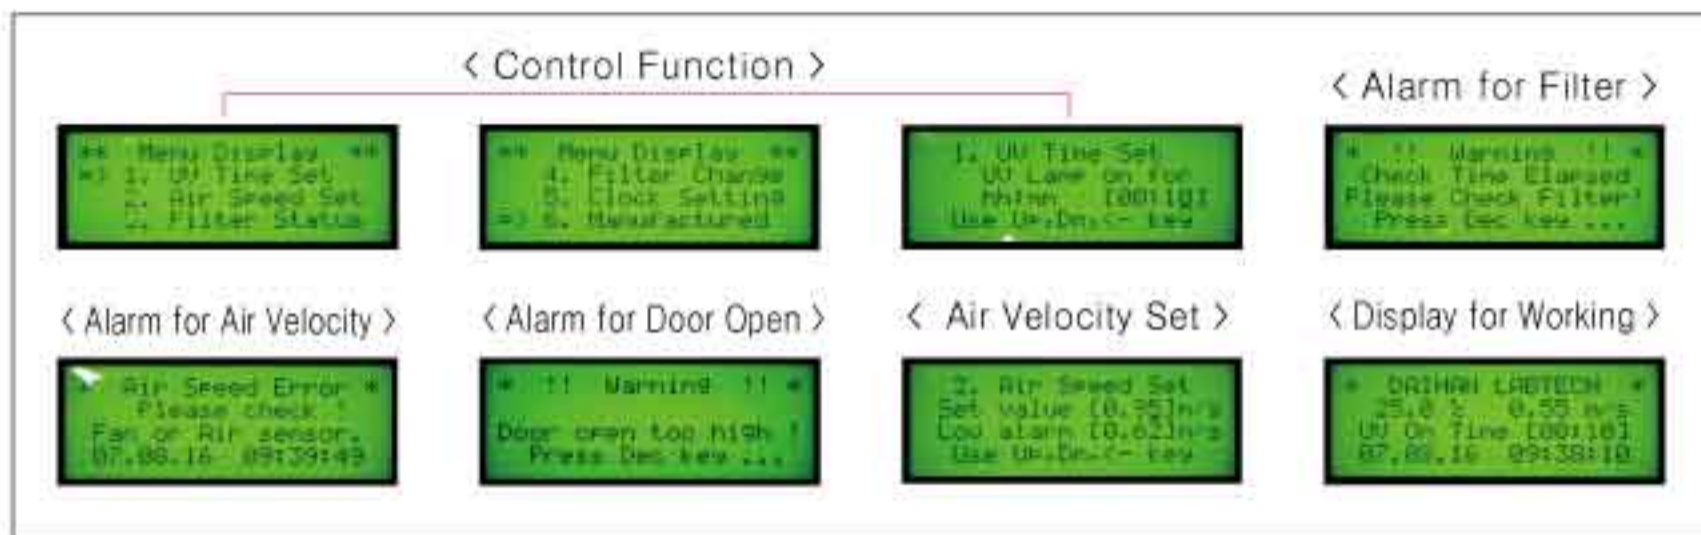 < Control Function >
** Menu Display **
=> 1. UV Time Set
2. Air Speed Set
3. Filter Status
** Menu Display **
4. Filter Change
5. Clock Setting
=> 6. Manufactured
1. UV Time Set
UV Lamp on for
hh:mm [00:10]
Use Up.Dn.<- key
< Alarm for Filter >
* !! Warning !! *
Check Time Elapsed
Please Check Filter!
Press Dec key ...
< Alarm for Air Velocity >
* Air Speed Error *
Please check !
Fan or Air sensor.
07.08.16 09:39:49
< Alarm for Door Open >
* !! Warning !! *
Door open too high !
Press Dec key ...
< Air Velocity Set >
2. Air Speed Set
Set value [0.95]m/s
Low alarm [0.62]m/s
Use Up.Dn.<- key
< Display for Working >
* DAIHAN LABTECH *
25.0 0.55 m/s
UV On Time [00:10]
07.08.16 09:38:10